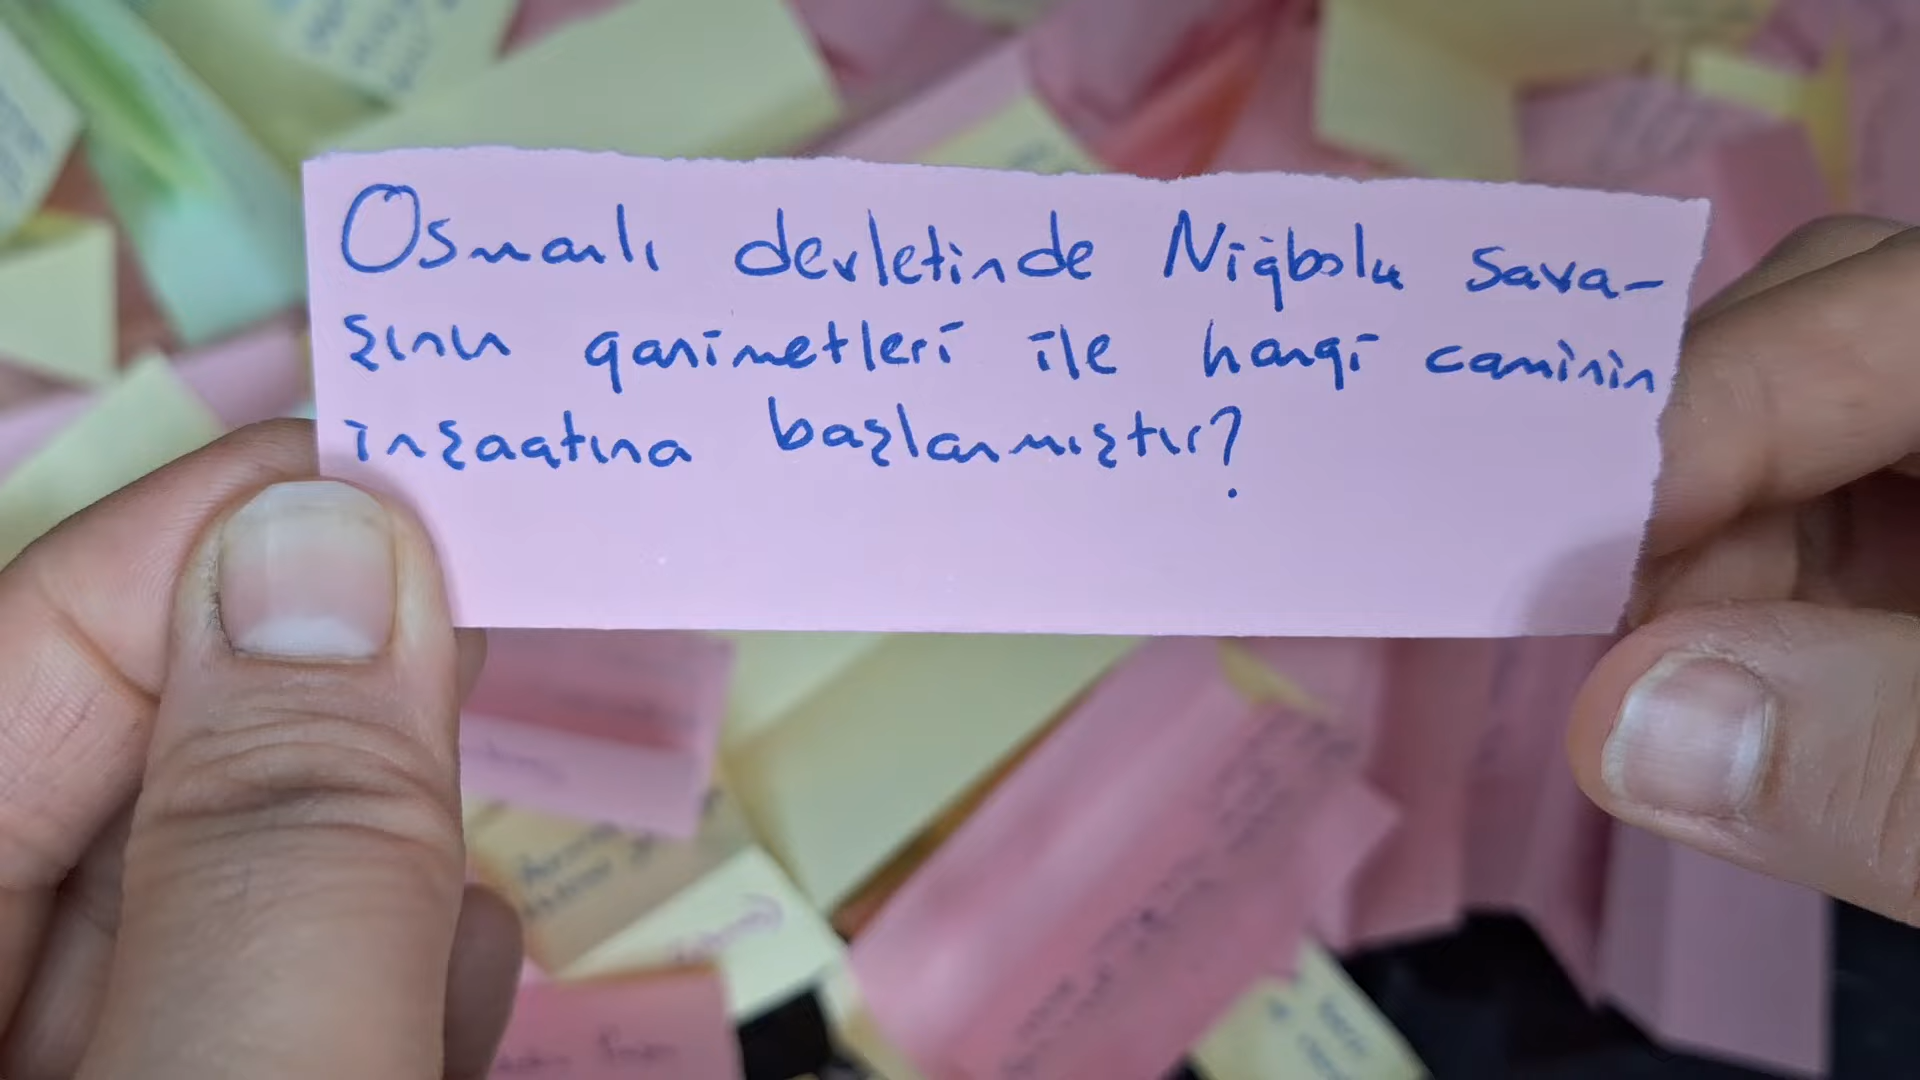 Osmanlı devletinde Niğbolu sava-
şının ganimetleri ile hangi caminin
inşaatına başlanmıştır?